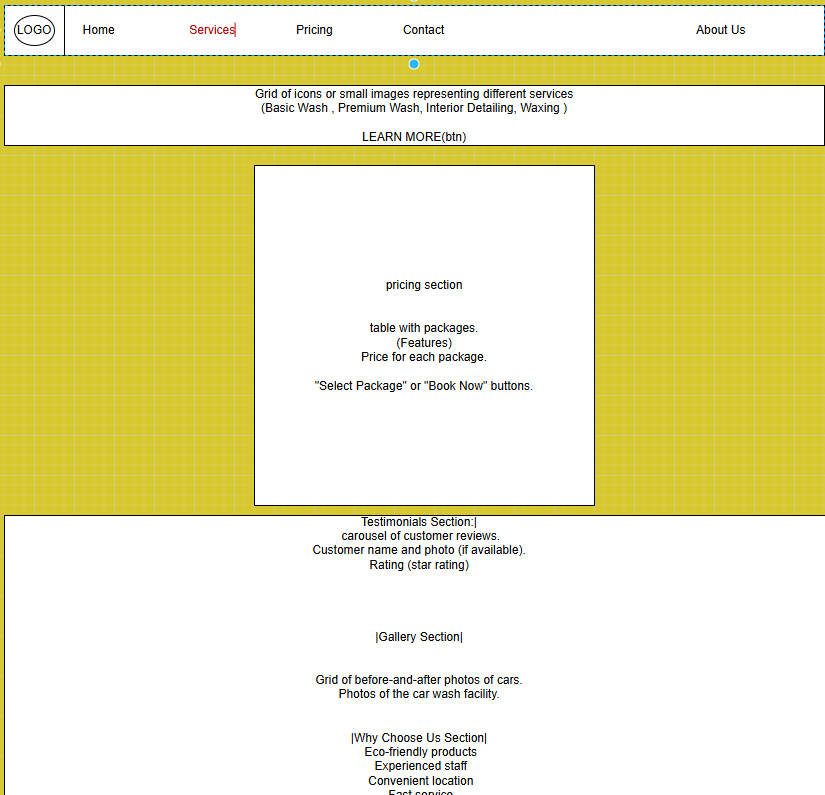 LOGO
Home
Services
Pricing
Contact
About Us
Grid of icons or small images representing different services
(Basic Wash , Premium Wash, Interior Detailing, Waxing )
LEARN MORE(btn)
pricing section
table with packages.
(Features)
Price for each package.
"Select Package" or "Book Now" buttons.
Testimonials Section:|
carousel of customer reviews.
Customer name and photo (if available).
Rating (star rating)
|Gallery Section|
Grid of before-and-after photos of cars.
Photos of the car wash facility.
|Why Choose Us Section|
Eco-friendly products
Experienced staff
Convenient location
Fast service